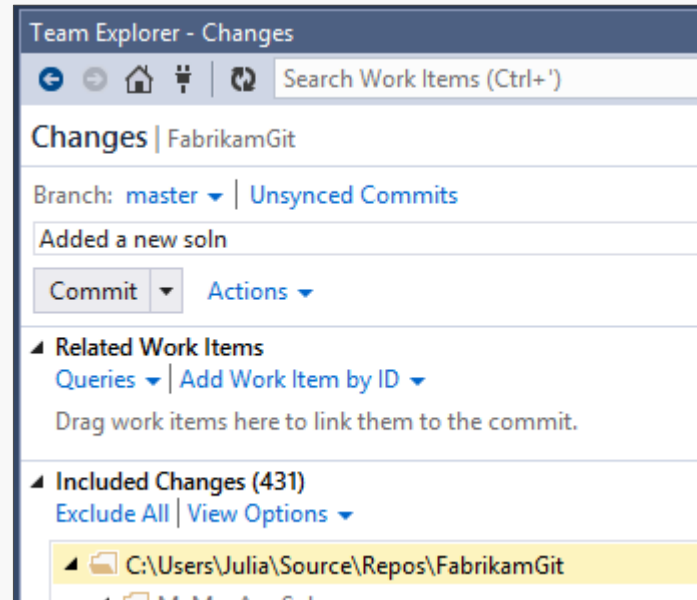 Team Explorer - Changes
Search Work Items (Ctrl+')
Changes | FabrikamGit
Branch: master | Unsynced Commits
Added a new soln
Commit Actions
Related Work Items
Queries | Add Work Item by ID
Drag work items here to link them to the commit.
Included Changes (431)
Exclude All | View Options
C:\Users\Julia\Source\Repos\FabrikamGit